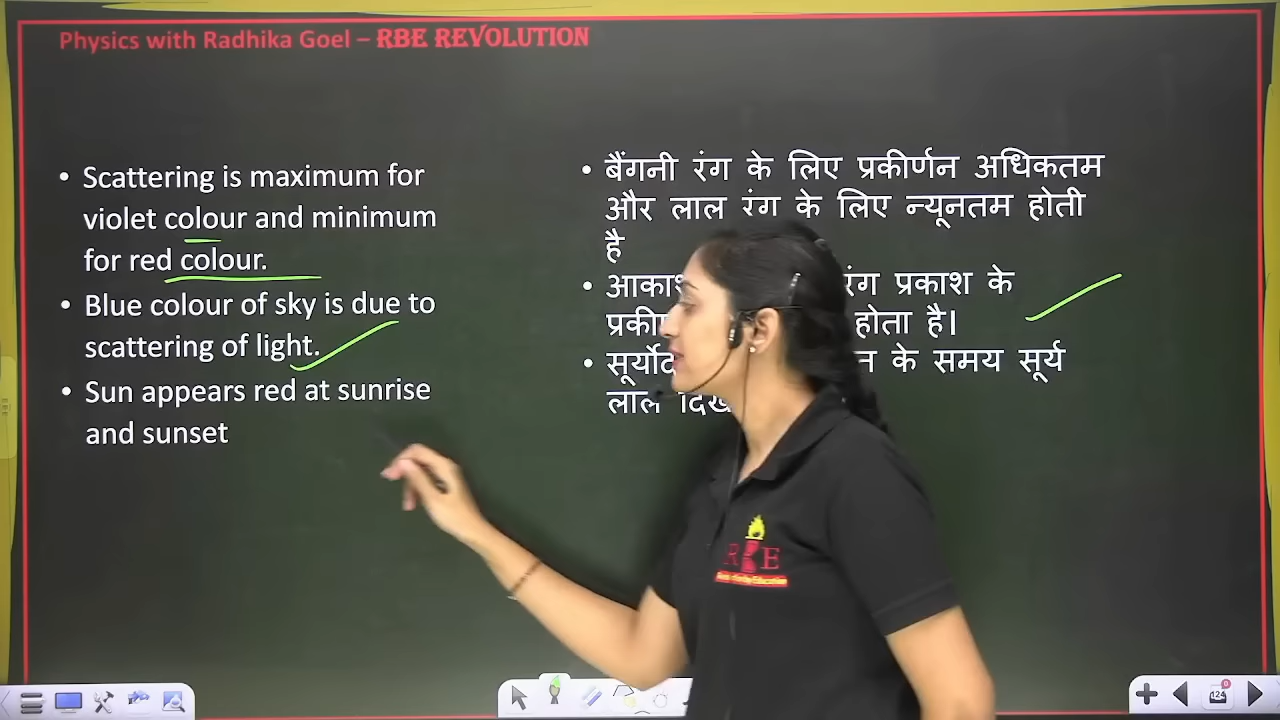 Physics with Radhika Goel – RBE REVOLUTION
• Scattering is maximum for
violet colour and minimum
for red colour.
• Blue colour of sky is due to
scattering of light.
• Sun appears red at sunrise
and sunset
• बैंगनी रंग के लिए प्रकीर्णन अधिकतम
और लाल रंग के लिए न्यूनतम होती
है
• रंग प्रकाश के
होता है।
• के समय सूर्य
लाल
RBE
124
0